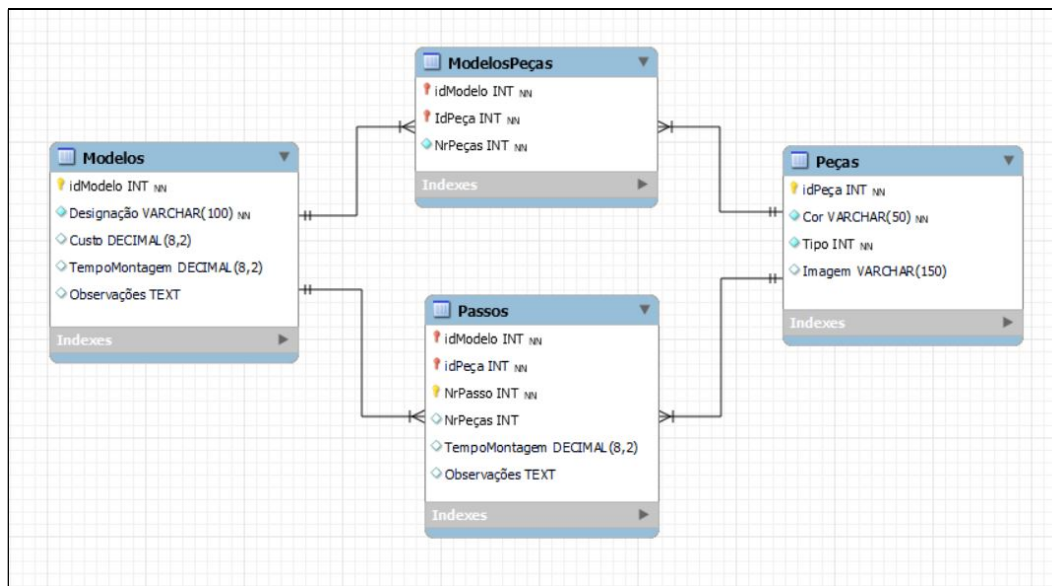 ModelosPeças
idModelo INT NN
IdPeça INT NN
NrPeças INT NN
Indexes
Modelos
idModelo INT NN
Designação VARCHAR(100) NN
Custo DECIMAL(8,2)
TempoMontagem DECIMAL(8,2)
Observações TEXT
Indexes
Peças
idPeça INT NN
Cor VARCHAR(50) NN
Tipo INT NN
Imagem VARCHAR(150)
Indexes
Passos
idModelo INT NN
idPeça INT NN
NrPasso INT NN
NrPeças INT
TempoMontagem DECIMAL(8,2)
Observações TEXT
Indexes